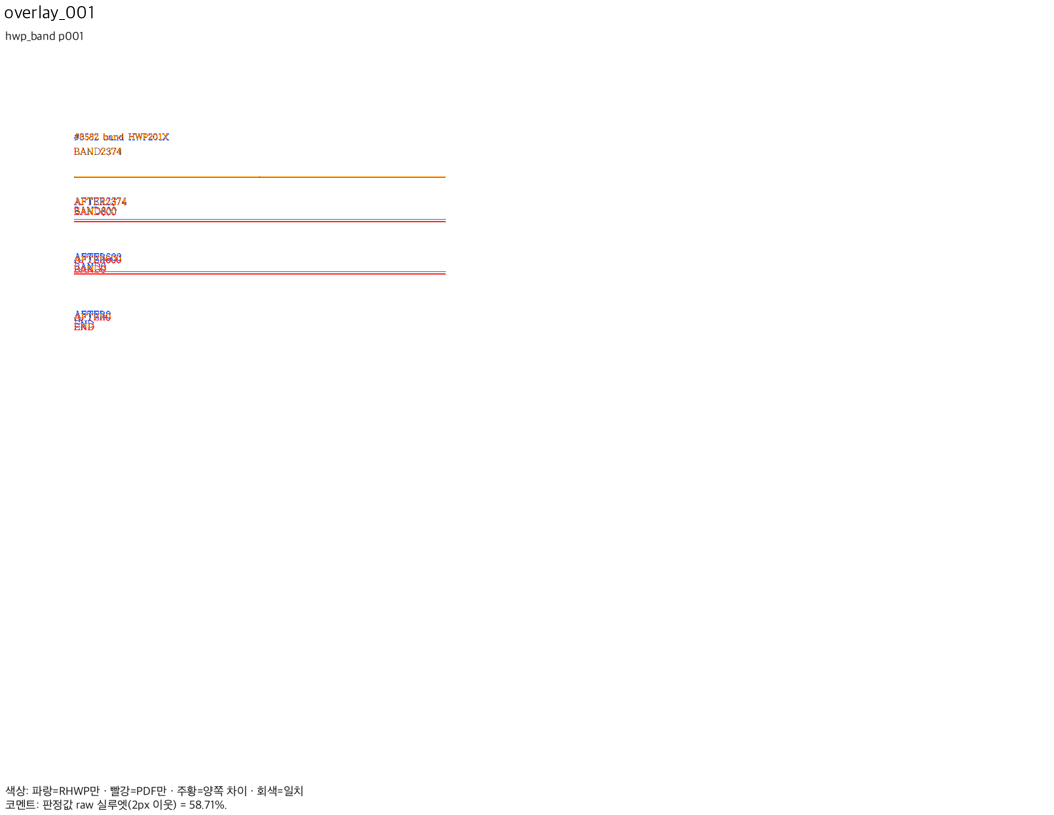 overlay_001
hwp_band p001
#8582 band HWP201X
BAND2374
AFTER2374
BAND600
AFTER600
BAND0
AFTER0
END
색상: 파랑=RHWP만 · 빨강=PDF만 · 주황=양쪽 차이 · 회색=일치
코멘트: 판정값 raw 실루엣(2px 이웃) = 58.71%.